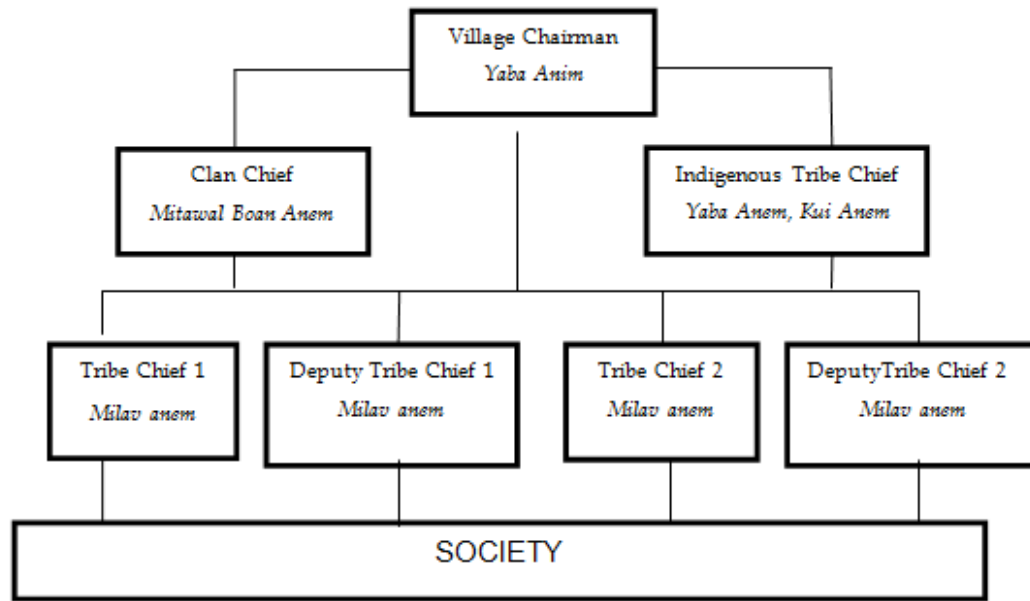 Village Chairman
Yaba Anim
Clan Chief
Mitawal Boan Anem
Indigenous Tribe Chief
Yaba Anem, Kui Anem
Tribe Chief 1
Milav anem
Deputy Tribe Chief 1
Milav anem
Tribe Chief 2
Milav anem
DeputyTribe Chief 2
Milav anem
SOCIETY